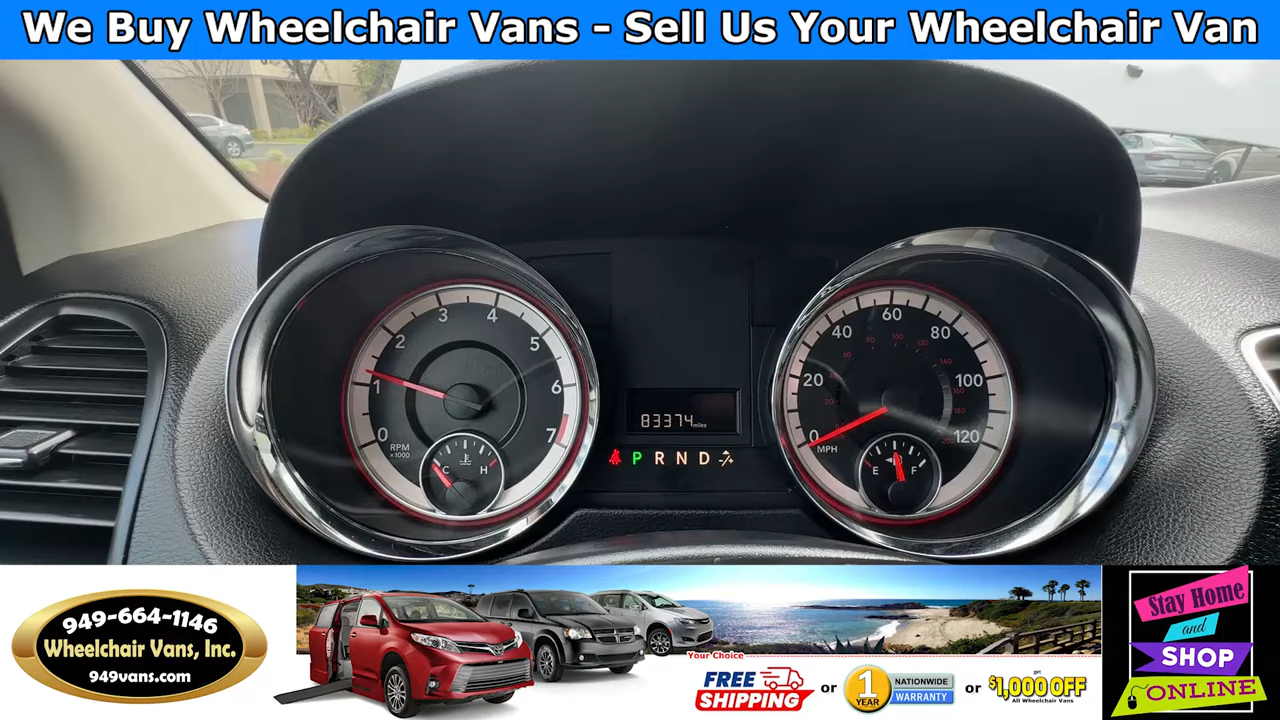 We Buy Wheelchair Vans - Sell Us Your Wheelchair Van
0 1 2 3 4 5 6 7
RPM
x1000
C H
83374 miles
P R N D
0 20 40 60 80 100 120
MPH
E F
949-664-1146
Wheelchair Vans, Inc.
949vans.com
Your Choice
FREE
SHIPPING
or
1
YEAR
NATIONWIDE
WARRANTY
or
get
$1,000 OFF
All Wheelchair Vans
Stay Home
and
SHOP
ONLINE